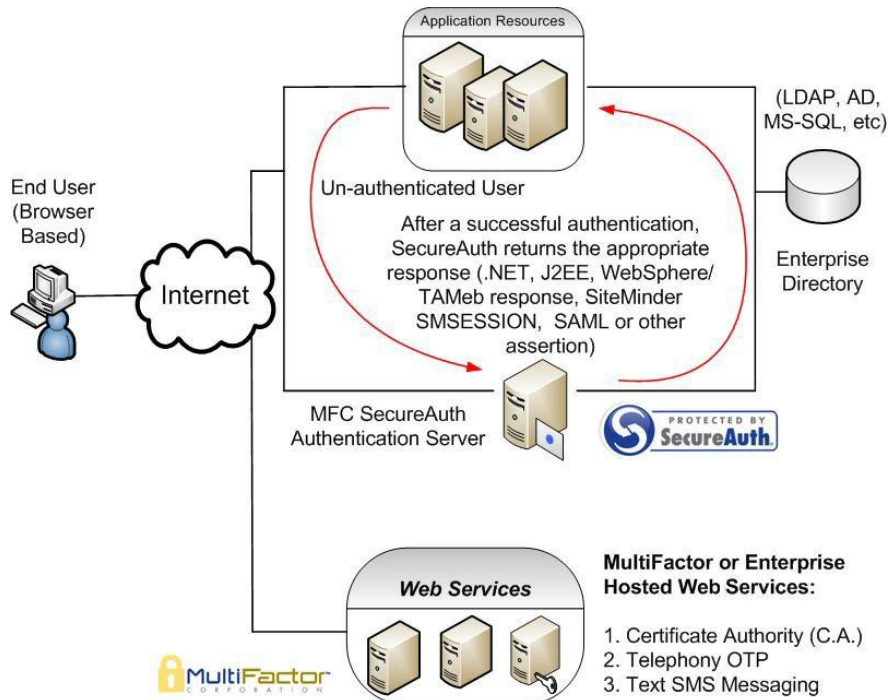 Application Resources
(LDAP, AD,
MS-SQL, etc)
End User
(Browser
Based)
Un-authenticated User
After a successful authentication,
SecureAuth returns the appropriate
response (.NET, J2EE, WebSphere/
TAMeb response, SiteMinder
SMSESSION, SAML or other
assertion)
Enterprise
Directory
Internet
MFC SecureAuth
Authentication Server
PROTECTED BY
SecureAuth
Web Services
MultiFactor or Enterprise
Hosted Web Services:
1. Certificate Authority (C.A.)
2. Telephony OTP
3. Text SMS Messaging
MultiFactor
CORPORATION